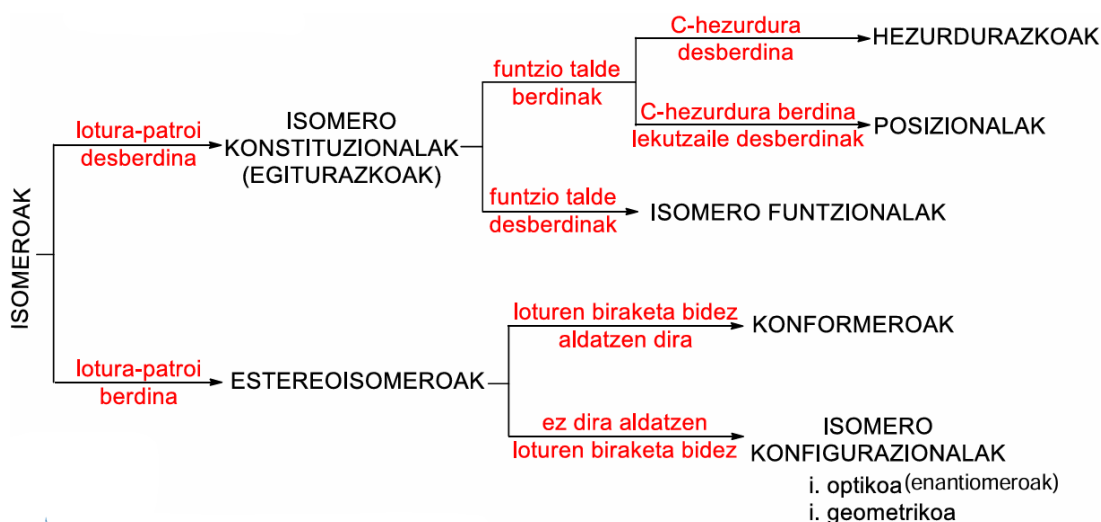 ISOMEROAK
lotura-patroi
desberdina
ISOMERO
KONSTITUZIONALAK
(EGITURAZKOAK)
funtzio talde
berdinak
C-hezurdura
desberdina
HEZURDURAZKOAK
C-hezurdura berdina
lekutzaile desberdinak
POSIZIONALAK
funtzio talde
desberdinak
ISOMERO FUNTZIONALAK
lotura-patroi
berdina
ESTEREOISOMEROAK
loturen biraketa bidez
aldatzen dira
KONFORMEROAK
ez dira aldatzen
loturen biraketa bidez
ISOMERO
KONFIGURAZIONALAK
i. optikoa (enantiomeroak)
i. geometrikoa